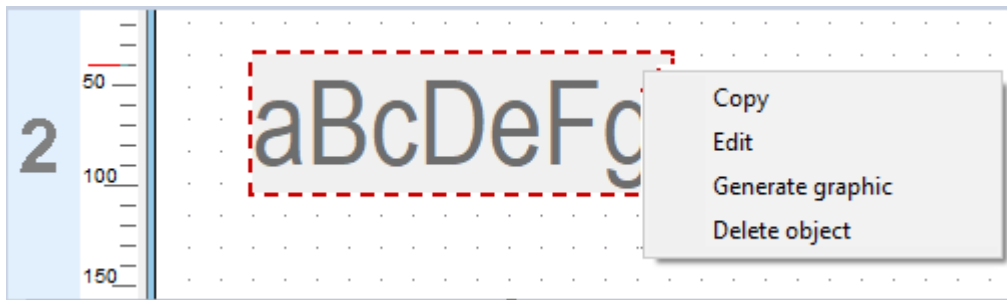 50
2
100
150
aBcDeFg
Copy
Edit
Generate graphic
Delete object